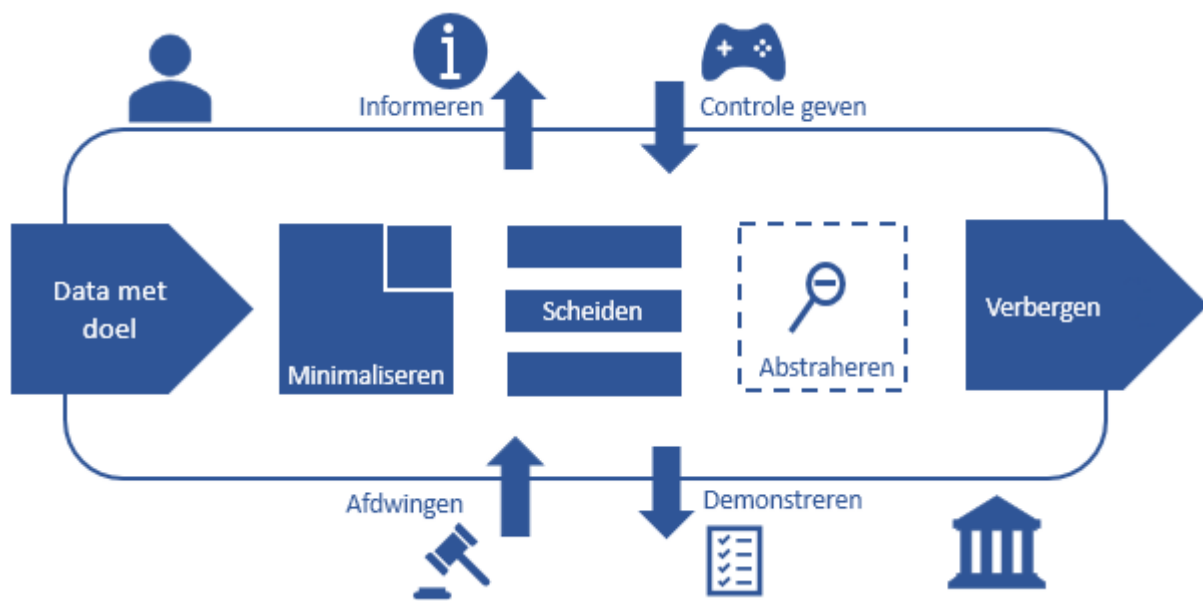 Informeren
Controle geven
Data met
doel
Minimaliseren
Scheiden
Abstraheren
Verbergen
Afdwingen
Demonstreren